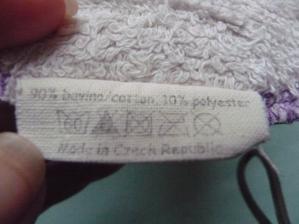 90% bavlna/cotton, 10% polyester
Made in Czech Republic